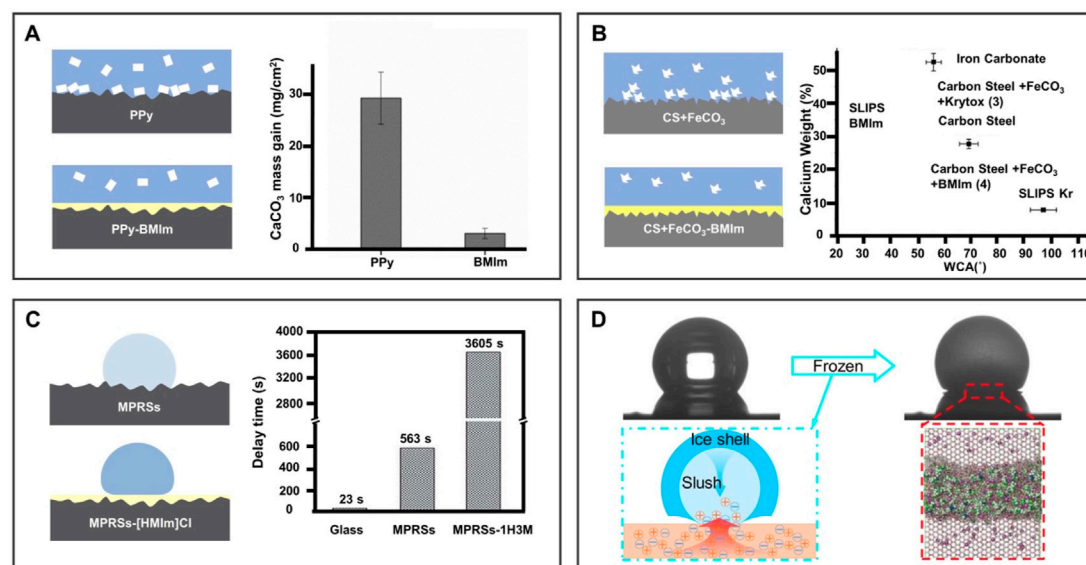 A
PPy
PPy-BMIm
CaCO₃ mass gain (mg/cm²)
30
20
10
0
PPy
BMIm
B
CS+FeCO₃
CS+FeCO₃-BMIm
Calcium Weight (%)
50
40
30
20
10
0
Iron Carbonate
Carbon Steel +FeCO₃
+Krytox (3)
SLIPS
BMIm
Carbon Steel
Carbon Steel +FeCO₃
+BMIm (4)
SLIPS Kr
20 30 40 50 60 70 80 90 100 110
WCA(°)
C
MPRSs
MPRSs-[HMIm]Cl
Delay time (s)
4000
3600
3200
2800
600
400
200
0
23 s
563 s
3605 s
Glass
MPRSs
MPRSs-1H3M
D
Frozen
Ice shell
Slush